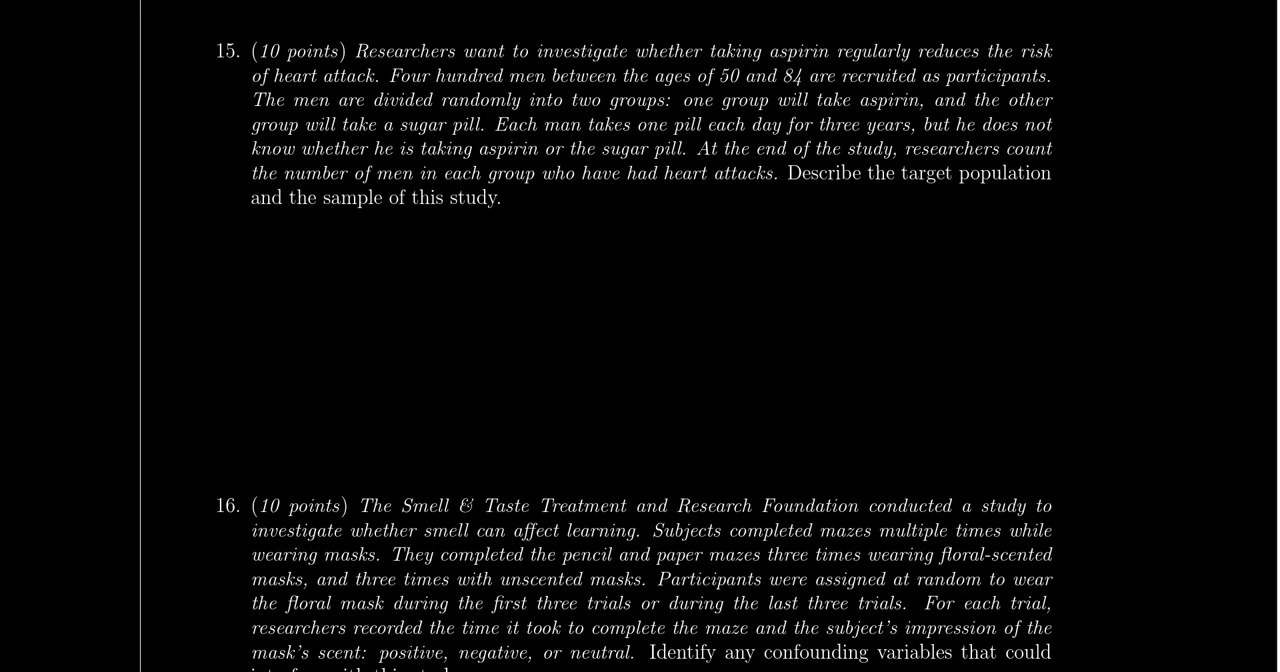 15. (10 points) Researchers want to investigate whether taking aspirin regularly reduces the risk
of heart attack. Four hundred men between the ages of 50 and 84 are recruited as participants.
The men are divided randomly into two groups: one group will take aspirin, and the other
group will take a sugar pill. Each man takes one pill each day for three years, but he does not
know whether he is taking aspirin or the sugar pill. At the end of the study, researchers count
the number of men in each group who have had heart attacks. Describe the target population
and the sample of this study.
16. (10 points) The Smell & Taste Treatment and Research Foundation conducted a study to
investigate whether smell can affect learning. Subjects completed mazes multiple times while
wearing masks. They completed the pencil and paper mazes three times wearing floral-scented
masks, and three times with unscented masks. Participants were assigned at random to wear
the floral mask during the first three trials or during the last three trials. For each trial,
researchers recorded the time it took to complete the maze and the subject's impression of the
mask's scent: positive, negative, or neutral. Identify any confounding variables that could